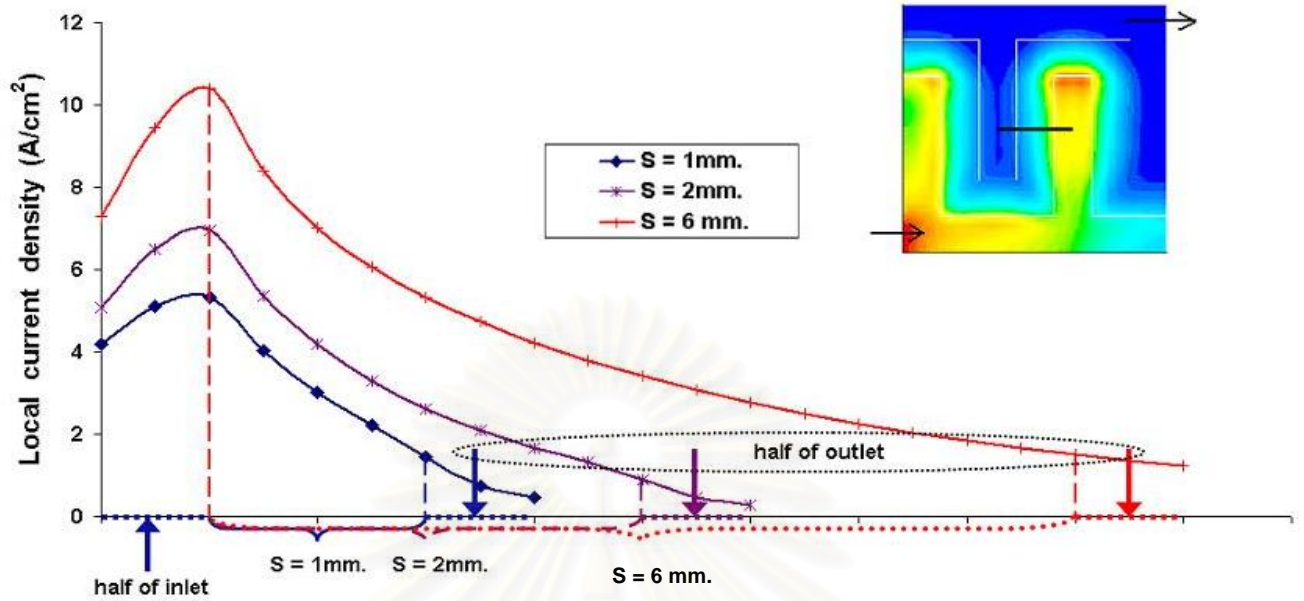 Local current density (A/cm²)
12
10
8
6
4
2
0
S = 1mm.
S = 2mm.
S = 6 mm.
half of outlet
half of inlet
S = 1mm.
S = 2mm.
S = 6 mm.